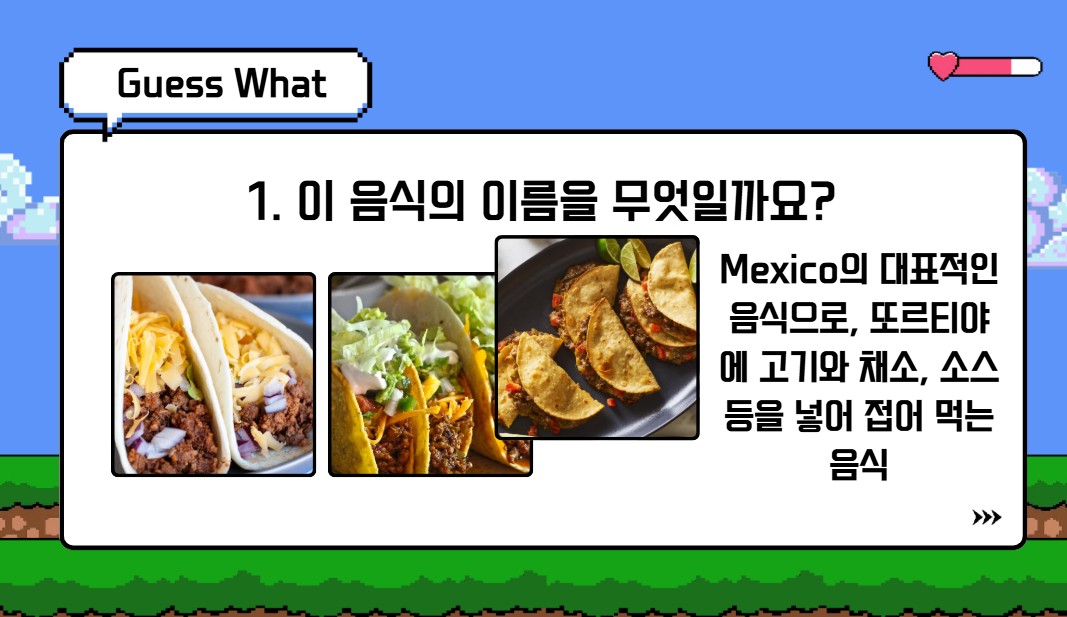 Guess What
1. 이 음식의 이름을 무엇일까요?
Mexico의 대표적인
음식으로, 또르티야
에 고기와 채소, 소스
등을 넣어 접어 먹는
음식